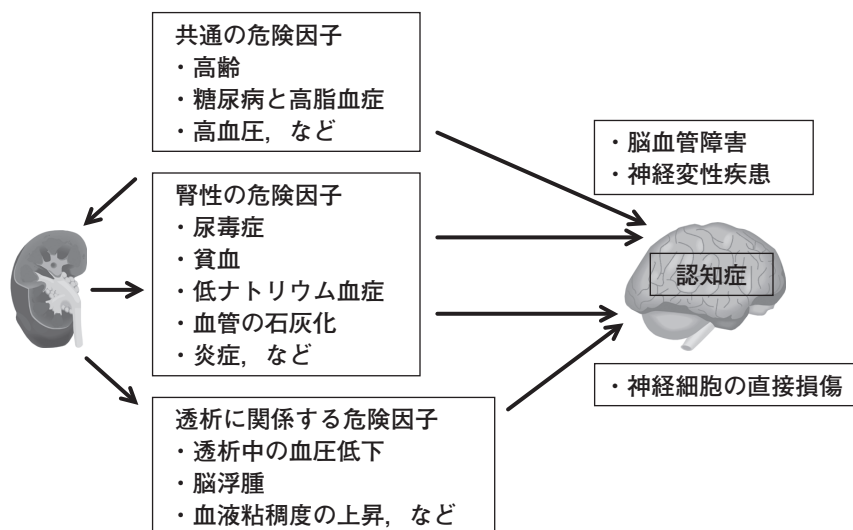 共通の危険因子
・高齢
・糖尿病と高脂血症
・高血圧，など
腎性の危険因子
・尿毒症
・貧血
・低ナトリウム血症
・血管の石灰化
・炎症，など
透析に関係する危険因子
・透析中の血圧低下
・脳浮腫
・血液粘稠度の上昇，など
・脳血管障害
・神経変性疾患
認知症
・神経細胞の直接損傷